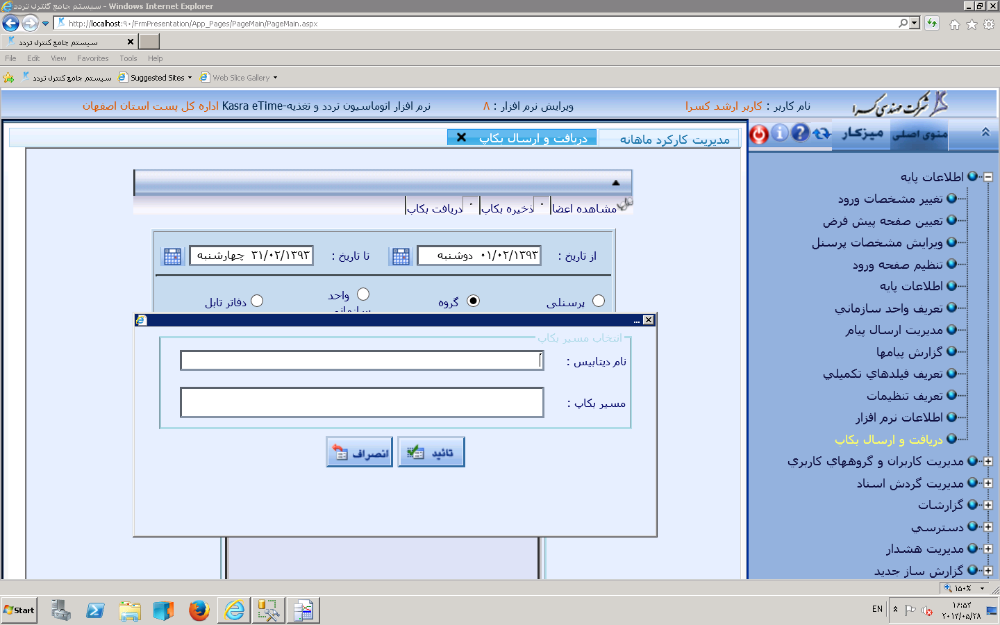 سیستم جامع کنترل تردد - Windows Internet Explorer
http://localhost:۹۰/FrmPresentation/App_Pages/PageMain/PageMain.aspx
سیستم جامع کنترل تردد
File Edit View Favorites Tools Help
سیستم جامع کنترل تردد Suggested Sites Web Slice Gallery
شرکت مهندسی کسرا
نام کاربر : کاربر ارشد کسرا
ویرایش نرم افزار : ۸
نرم افزار اتوماسیون تردد و تغذیه-Kasra eTime اداره کل پست استان اصفهان
منوی اصلی میزکار
مدیریت کارکرد ماهانه
دریافت و ارسال بکاپ
اطلاعات پایه
تغییر مشخصات ورود
تعیین صفحه پیش فرض
ویرایش مشخصات پرسنل
تنظیم صفحه ورود
اطلاعات پایه
تعریف واحد سازماني
مدیریت ارسال پیام
گزارش پیامها
تعریف فیلدهاي تکمیلي
تعریف تنظیمات
اطلاعات نرم افزار
دریافت و ارسال بکاپ
مدیریت کاربران و گروههاي کاربري
مدیریت گردش اسناد
گزارشات
دسترسي
مدیریت هشدار
گزارش ساز جدید
مشاهده اعضا ذخیره بکاپ دریافت بکاپ
از تاریخ : ۰۱/۰۲/۱۳۹۳ دوشنبه
تا تاریخ : ۳۱/۰۲/۱۳۹۳ چهارشنبه
پرسنلی گروه واحد سازمانی دفاتر تابل
...
انتخاب مسیر بکاپ
نام دیتابیس :
مسیر بکاپ :
تائید انصراف
۱۵۰%
Start
EN
۱۶:۵۴
۲۰۱۴/۰۵/۲۸